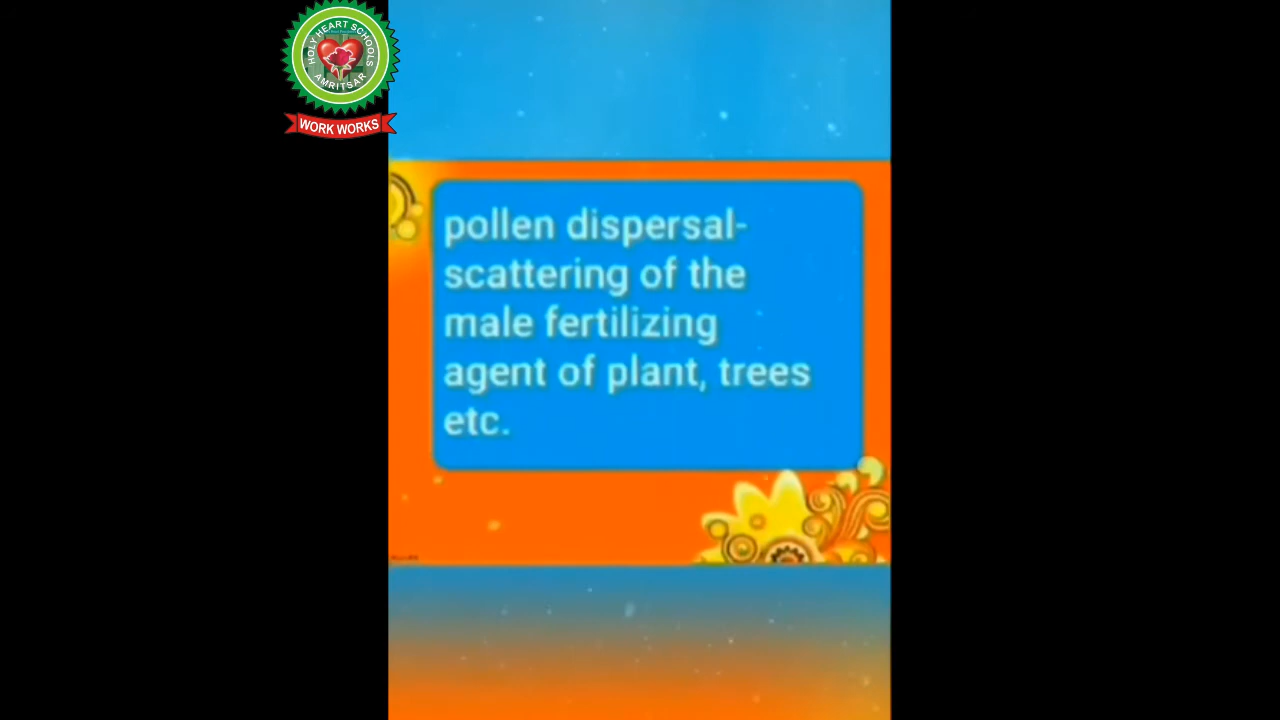 HOLY HEART SCHOOLS
AMRITSAR
WORK WORKS
pollen dispersal-
scattering of the
male fertilizing
agent of plant, trees
etc.